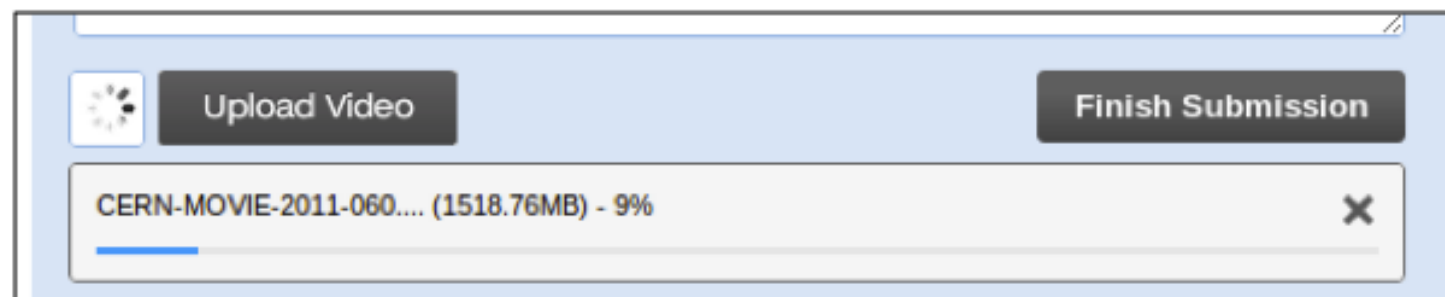 Upload Video
Finish Submission
CERN-MOVIE-2011-060.... (1518.76MB) - 9%